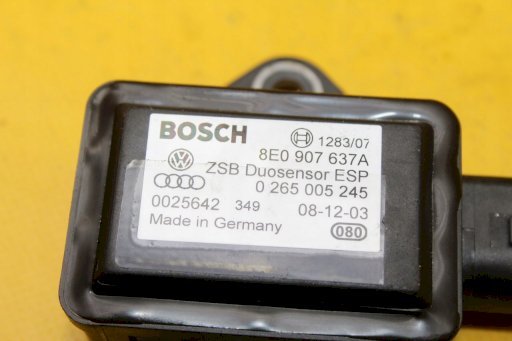 BOSCH 1283/07
8E0 907 637A
ZSB Duosensor ESP
0 265 005 245
0025642 349 08-12-03
Made in Germany 080